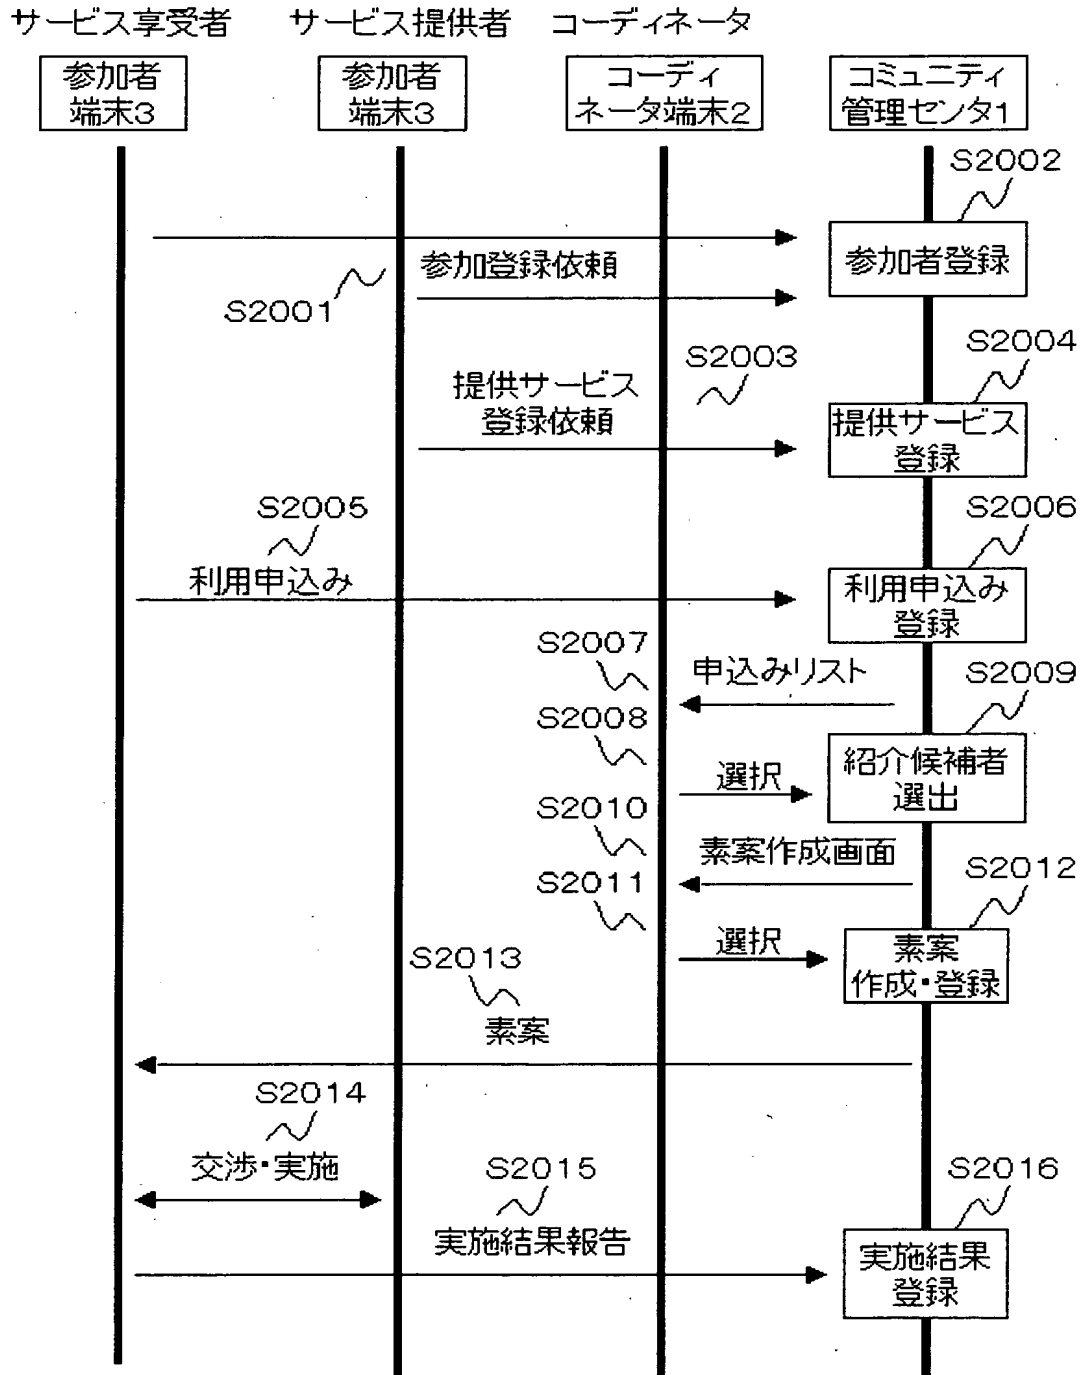 サービス享受者
サービス提供者
コーディネータ
参加者
端末3
参加者
端末3
コーディ
ネータ端末2
コミュニティ
管理センタ1
S2002
参加者登録
参加登録依頼
S2001
S2003
S2004
提供サービス
登録依頼
提供サービス
登録
S2005
利用申込み
S2006
利用申込み
登録
S2007
申込みリスト
S2009
S2008
選択
紹介候補者
選出
S2010
素案作成画面
S2012
S2011
選択
素案
作成・登録
S2013
素案
S2014
交渉・実施
S2015
実施結果報告
S2016
実施結果
登録